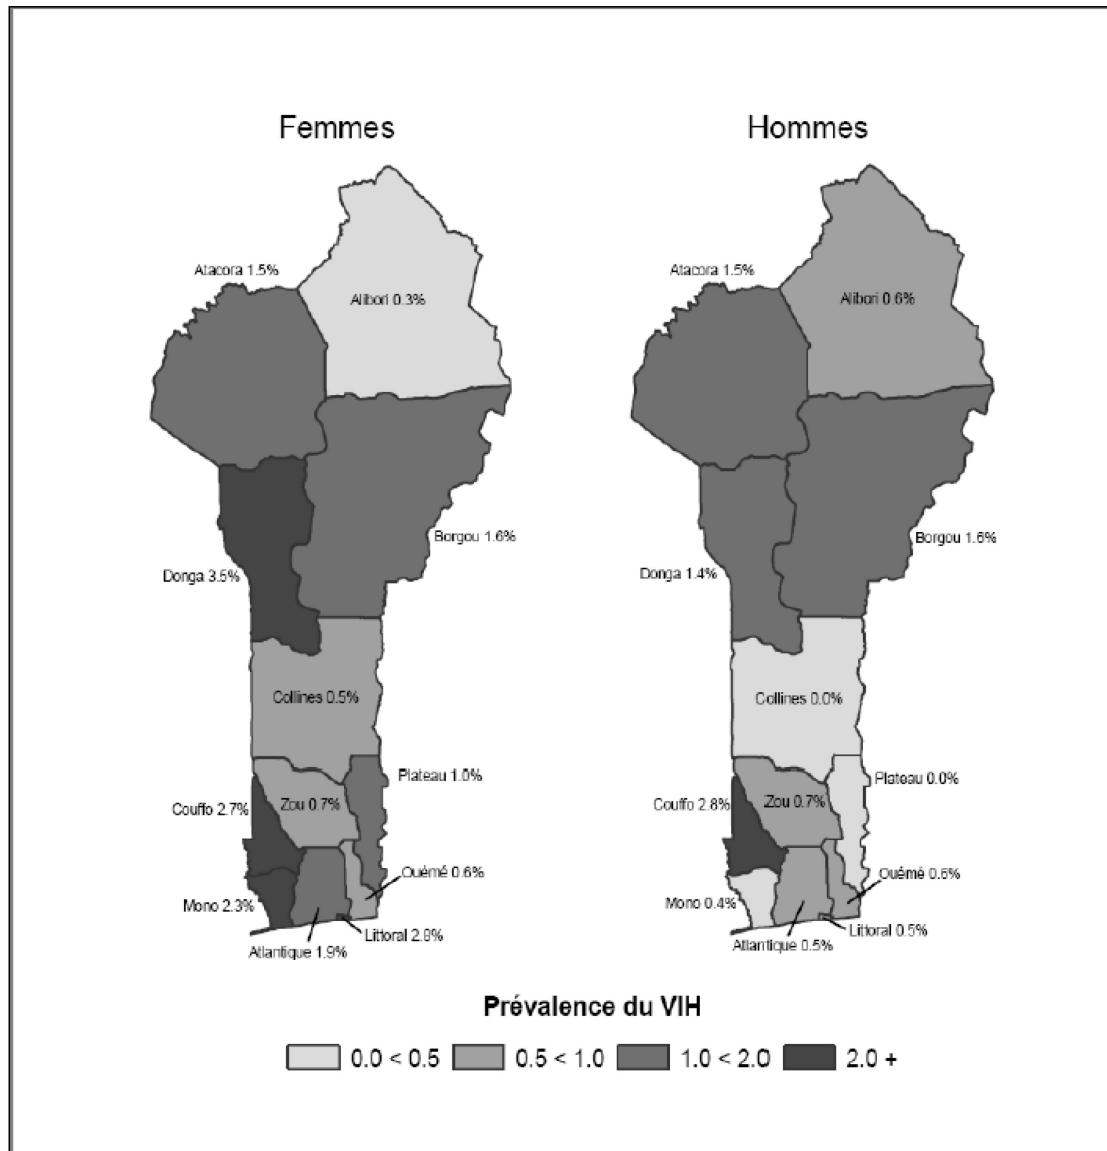 Femmes
Hommes
Atacora 1.5%
Alibori 0.3%
Borgou 1.6%
Donga 3.5%
Collines 0.5%
Plateau 1.0%
Couffo 2.7%
Zou 0.7%
Ouémé 0.6%
Mono 2.3%
Littoral 2.8%
Atlantique 1.9%
Atacora 1.5%
Alibori 0.6%
Borgou 1.6%
Donga 1.4%
Collines 0.0%
Plateau 0.0%
Couffo 2.8%
Zou 0.7%
Ouémé 0.6%
Mono 0.4%
Littoral 0.5%
Atlantique 0.5%
Prévalence du VIH
0.0 < 0.5
0.5 < 1.0
1.0 < 2.0
2.0 +